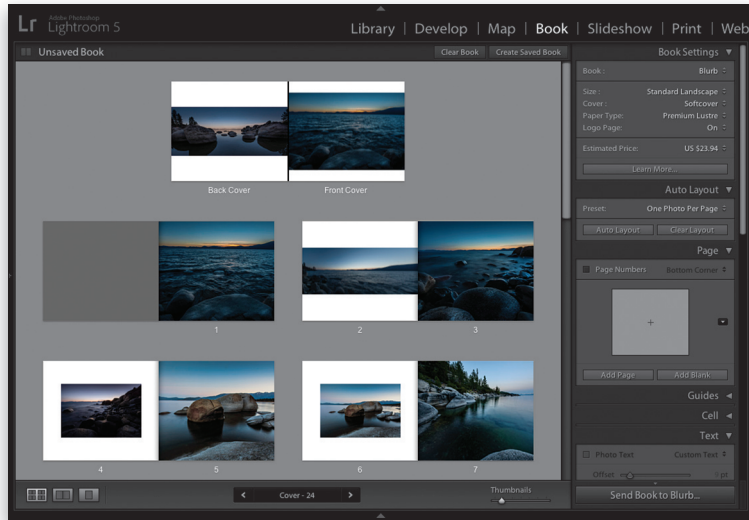 Lr Adobe Photoshop
Lightroom 5
Library | Develop | Map | Book | Slideshow | Print | Web
Unsaved Book
Clear Book
Create Saved Book
Back Cover
Front Cover
1
2
3
4
5
6
7
Cover - 24
Thumbnails
Book Settings
Book : Blurb
Size : Standard Landscape
Cover : Softcover
Paper Type: Premium Lustre
Logo Page: On
Estimated Price: US $23.94
Learn More...
Auto Layout
Preset: One Photo Per Page
Auto Layout
Clear Layout
Page
Page Numbers Bottom Corner
+
Add Page
Add Blank
Guides
Cell
Text
Photo Text Custom Text
Offset 0 pt
Send Book to Blurb...